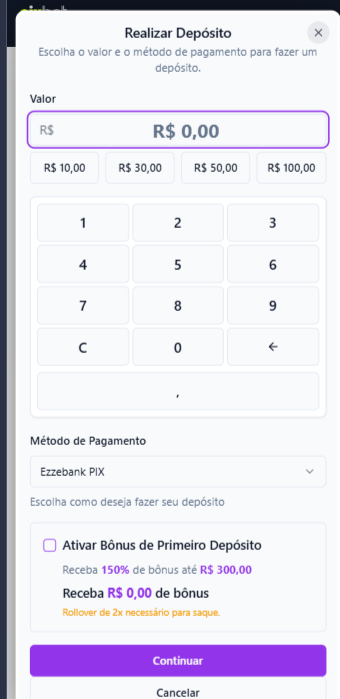 Realizar Depósito
Escolha o valor e o método de pagamento para fazer um
depósito.
Valor
R$ R$ 0,00
R$ 10,00 R$ 30,00 R$ 50,00 R$ 100,00
1 2 3
4 5 6
7 8 9
C 0 ←
,
Método de Pagamento
Ezzebank PIX
Escolha como deseja fazer seu depósito
Ativar Bônus de Primeiro Depósito
Receba 150% de bônus até R$ 300,00
Receba R$ 0,00 de bônus
Rollover de 2x necessário para saque.
Continuar
Cancelar